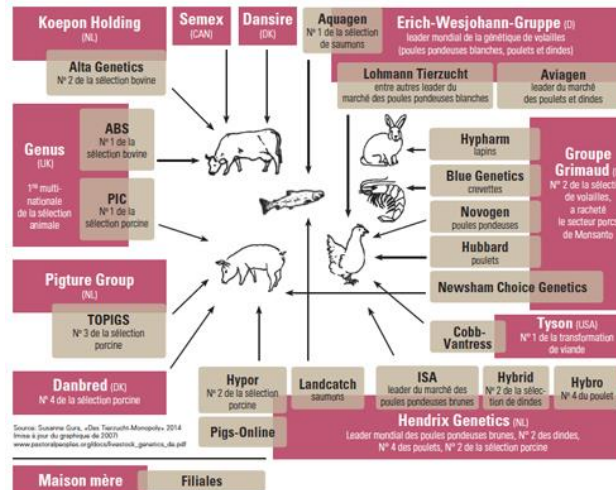 Koepon Holding
(NL)
Alta Genetics
N° 2 de la sélection bovine
Semex
(CAN)
Dansire
(DK)
Aquagen
N° 1 de la sélection
de saumons
Erich-Wesjohann-Gruppe (D)
leader mondial de la génétique de volailles
(poules pondeuses blanches, poulets et dindes)
Lohmann Tierzucht
entre autres leader du
marché des poules pondeuses blanches
Aviagen
leader du marché
des poulets et dindes
Genus
(UK)
1re multi-
nationale
de la sélection
animale
ABS
N° 1 de la
sélection
bovine
PIC
N° 1 de la
sélection porcine
Hypharm
lapins
Blue Genetics
crevettes
Novogen
poules pondeuses
Hubbard
poulets
Newsham Choice Genetics
Groupe
Grimaud
N° 2 de la
de volailles,
a racheté
le secteur porcs
de Monsanto
Pigture Group
(NL)
TOPIGS
N° 3 de la sélection
porcine
Danbred (DK)
N° 4 de la sélection porcine
Cobb-
Vantress
Tyson (USA)
N° 1 de la transformation
de viande
Hypor
N° 2 de la sélection
porcine
Pigs-Online
Landcatch
saumons
ISA
leader du marché des
poules pondeuses brunes
Hybrid
N° 2 de la sélec-
tion de dindes
Hybro
N° 4 du poulet
Hendrix Genetics (NL)
Leader mondial des poules pondeuses brunes, N° 2 des dindes,
N° 4 des poulets, N° 2 de la sélection porcine
Source: Susanne Gura, «Das Tierzucht-Monopoly» 2014
(mise à jour du graphique de 2007)
www.pastoralpeoples.org/docs/livestock_genetics_de.pdf
Maison mère
Filiales